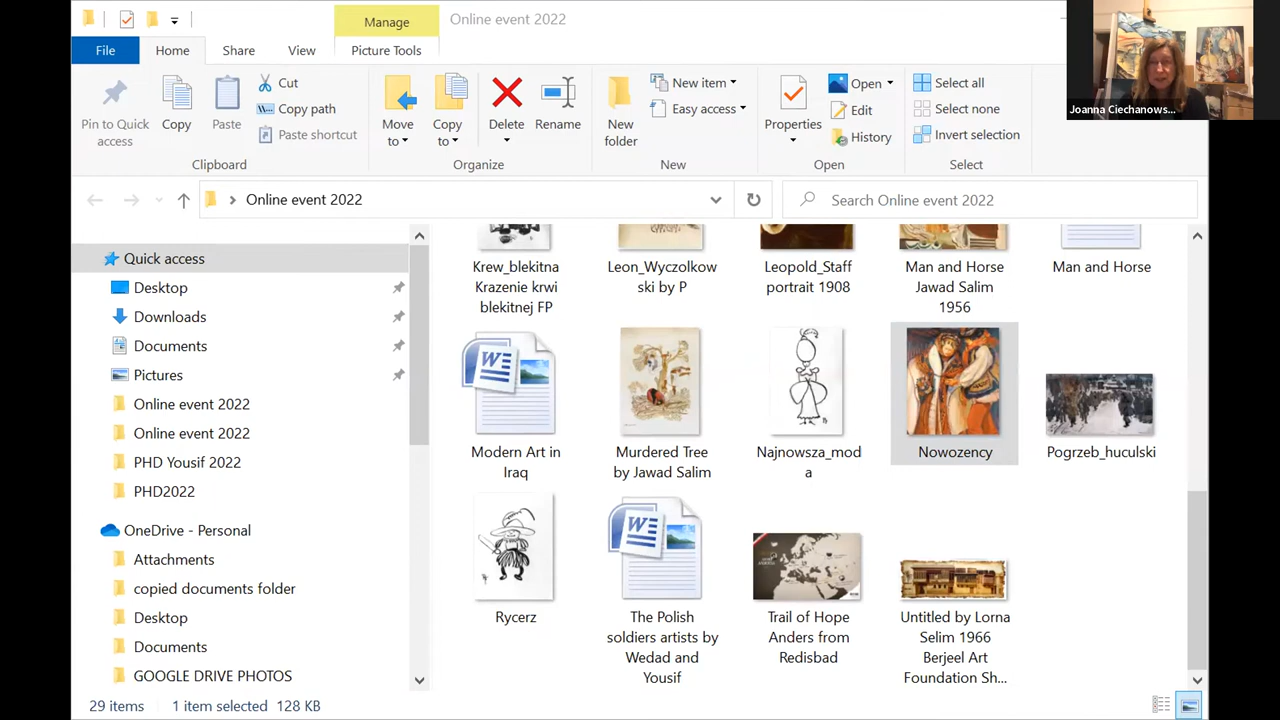 Manage
Online event 2022
File
Home
Share
View
Picture Tools
Pin to Quick access
Copy
Paste
Cut
Copy path
Paste shortcut
Clipboard
Move to
Copy to
Delete
Rename
Organize
New folder
New item
Easy access
New
Properties
Open
Edit
History
Open
Select all
Select none
Invert selection
Select
Joanna Ciechanows...
Online event 2022
Search Online event 2022
Quick access
Desktop
Downloads
Documents
Pictures
Online event 2022
Online event 2022
PHD Yousif 2022
PHD2022
OneDrive - Personal
Attachments
copied documents folder
Desktop
Documents
GOOGLE DRIVE PHOTOS
Krew_blekitna
Krazenie krwi
blekitnej FP
Leon_Wyczolkow
ski by P
Leopold_Staff
portrait 1908
Man and Horse
Jawad Salim
1956
Man and Horse
Modern Art in
Iraq
Murdered Tree
by Jawad Salim
Najnowsza_mod
a
Nowozency
Pogrzeb_huculski
Rycerz
The Polish
soldiers artists by
Wedad and
Yousif
Trail of Hope
Anders from
Redisbad
Untitled by Lorna
Selim 1966
Berjeel Art
Foundation Sh...
29 items
1 item selected 128 KB